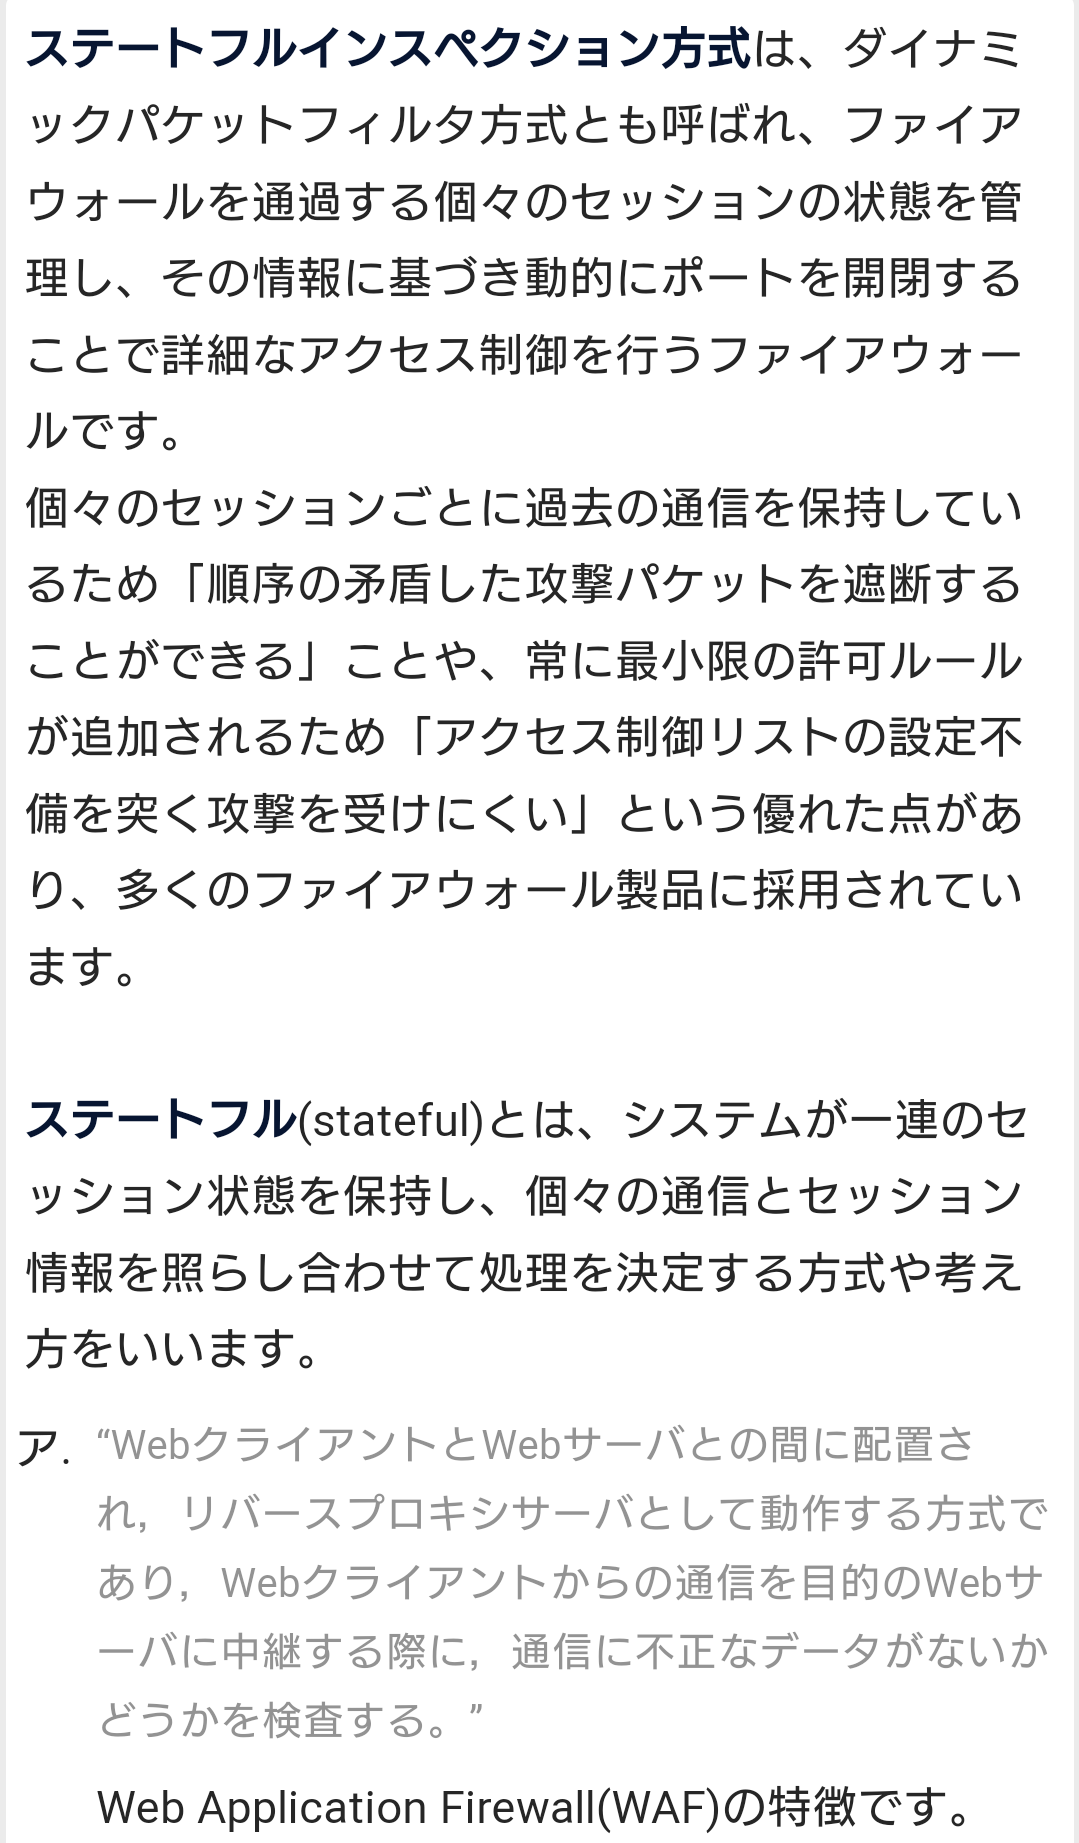 ステートフルインスペクション方式は、ダイナミ
ックパケットフィルタ方式とも呼ばれ、ファイア
ウォールを通過する個々のセッションの状態を管
理し、その情報に基づき動的にポートを開閉する
ことで詳細なアクセス制御を行うファイアウォー
ルです。
個々のセッションごとに過去の通信を保持してい
るため「順序の矛盾した攻撃パケットを遮断する
ことができる」ことや、常に最小限の許可ルール
が追加されるため「アクセス制御リストの設定不
備を突く攻撃を受けにくい」という優れた点があ
り、多くのファイアウォール製品に採用されてい
ます。
ステートフル(stateful)とは、システムが一連のセ
ッション状態を保持し、個々の通信とセッション
情報を照らし合わせて処理を決定する方式や考え
方をいいます。
ア. “WebクライアントとWebサーバとの間に配置さ
れ，リバースプロキシサーバとして動作する方式で
あり，Webクライアントからの通信を目的のWebサ
ーバに中継する際に，通信に不正なデータがないか
どうかを検査する。”
Web Application Firewall(WAF)の特徴です。